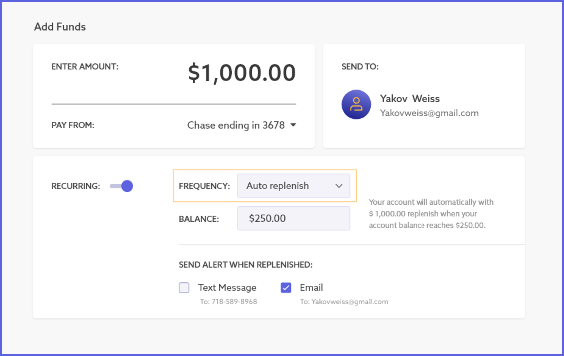 Add Funds
ENTER AMOUNT:
$1,000.00
PAY FROM:
Chase ending in 3678
SEND TO:
Yakov Weiss
Yakovweiss@gmail.com
RECURRING:
FREQUENCY:
Auto replenish
BALANCE:
$250.00
Your account will automatically with
$ 1,000.00 replenish when your
account balance reaches $250.00.
SEND ALERT WHEN REPLENISHED:
Text Message
To: 718-589-8968
Email
To: Yakovweiss@gmail.com